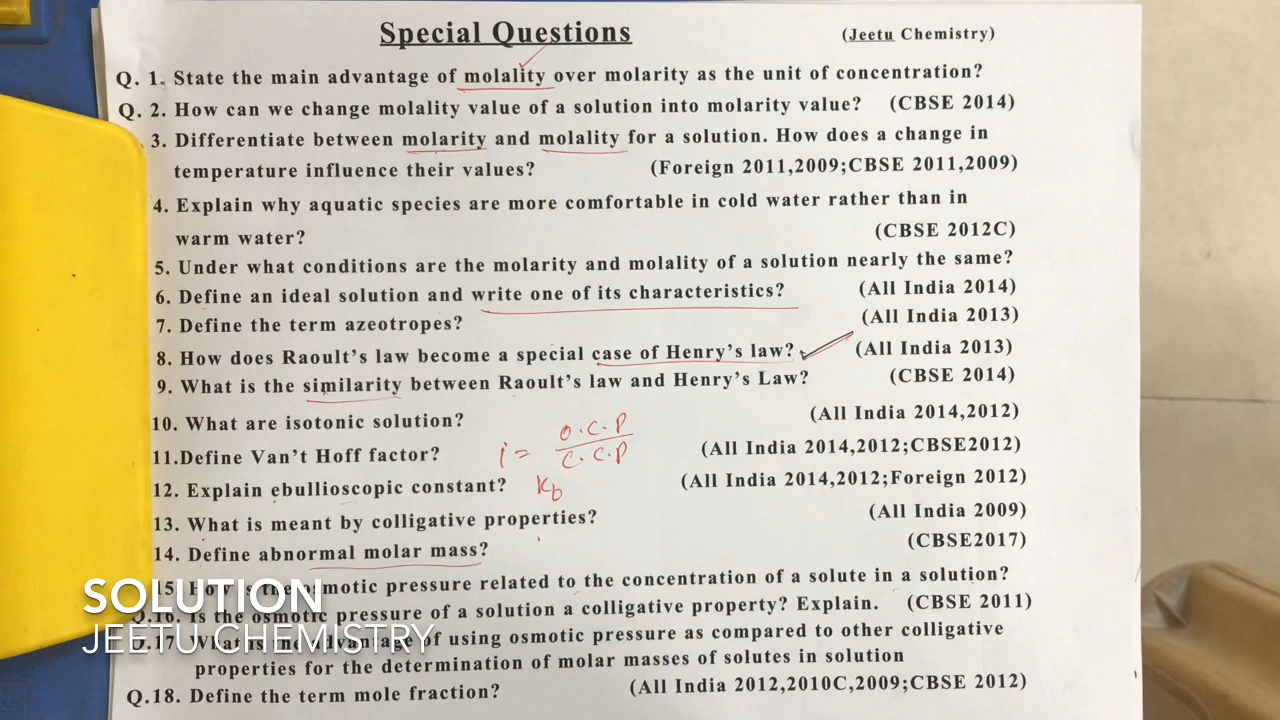 Special Questions (Jeetu Chemistry)
Q. 1. State the main advantage of molality over molarity as the unit of concentration?
Q. 2. How can we change molality value of a solution into molarity value? (CBSE 2014)
3. Differentiate between molarity and molality for a solution. How does a change in
temperature influence their values? (Foreign 2011,2009;CBSE 2011,2009)
4. Explain why aquatic species are more comfortable in cold water rather than in
warm water? (CBSE 2012C)
5. Under what conditions are the molarity and molality of a solution nearly the same?
6. Define an ideal solution and write one of its characteristics? (All India 2014)
7. Define the term azeotropes? (All India 2013)
8. How does Raoult's law become a special case of Henry's law? (All India 2013)
9. What is the similarity between Raoult's law and Henry's Law? (CBSE 2014)
10. What are isotonic solution? (All India 2014,2012)
11.Define Van't Hoff factor? i = O.C.P / C.C.P (All India 2014,2012;CBSE2012)
12. Explain ebullioscopic constant? Kb (All India 2014,2012;Foreign 2012)
13. What is meant by colligative properties? (All India 2009)
14. Define abnormal molar mass? (CBSE2017)
15. How is the osmotic pressure related to the concentration of a solute in a solution?
SOLUTION
Q.16. Is the osmotic pressure of a solution a colligative property? Explain. (CBSE 2011)
JEETU CHEMISTRY
Q.17. What is the advantage of using osmotic pressure as compared to other colligative
properties for the determination of molar masses of solutes in solution
Q.18. Define the term mole fraction? (All India 2012,2010C,2009;CBSE 2012)